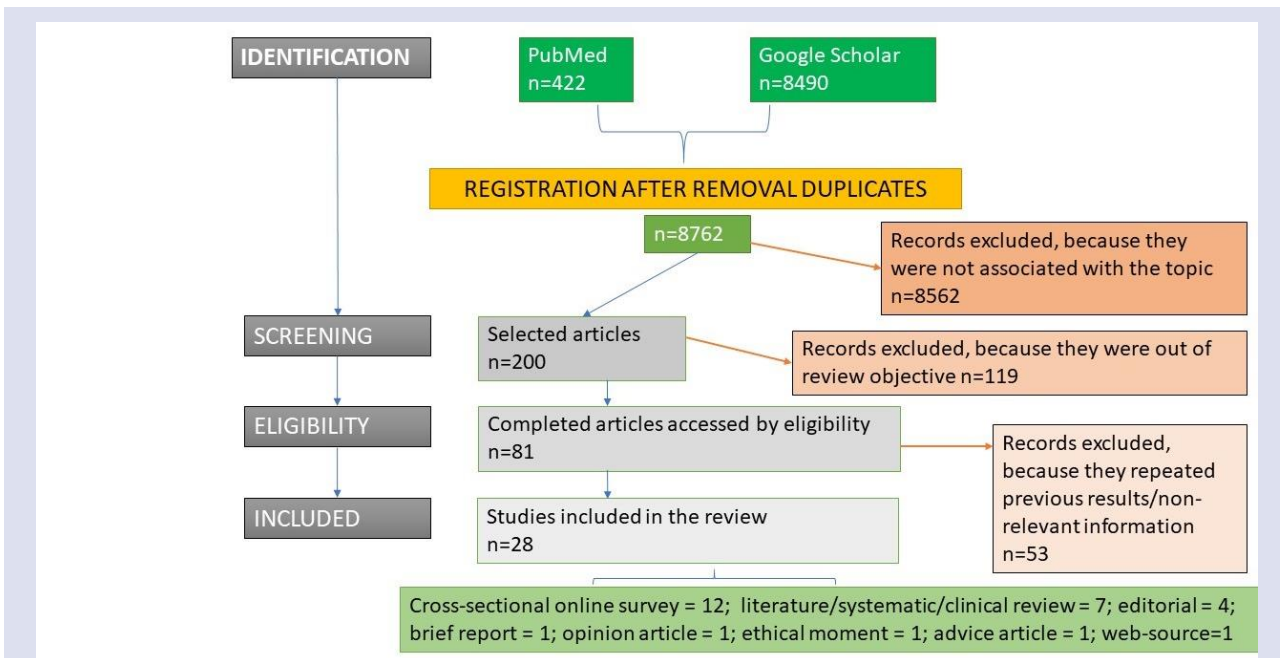 IDENTIFICATION
PubMed
n=422
Google Scholar
n=8490
REGISTRATION AFTER REMOVAL DUPLICATES
n=8762
Records excluded, because they
were not associated with the topic
n=8562
SCREENING
Selected articles
n=200
Records excluded, because they were out of
review objective n=119
ELIGIBILITY
Completed articles accessed by eligibility
n=81
Records excluded,
because they repeated
previous results/non-
relevant information
n=53
INCLUDED
Studies included in the review
n=28
Cross-sectional online survey = 12; literature/systematic/clinical review = 7; editorial = 4;
brief report = 1; opinion article = 1; ethical moment = 1; advice article = 1; web-source=1